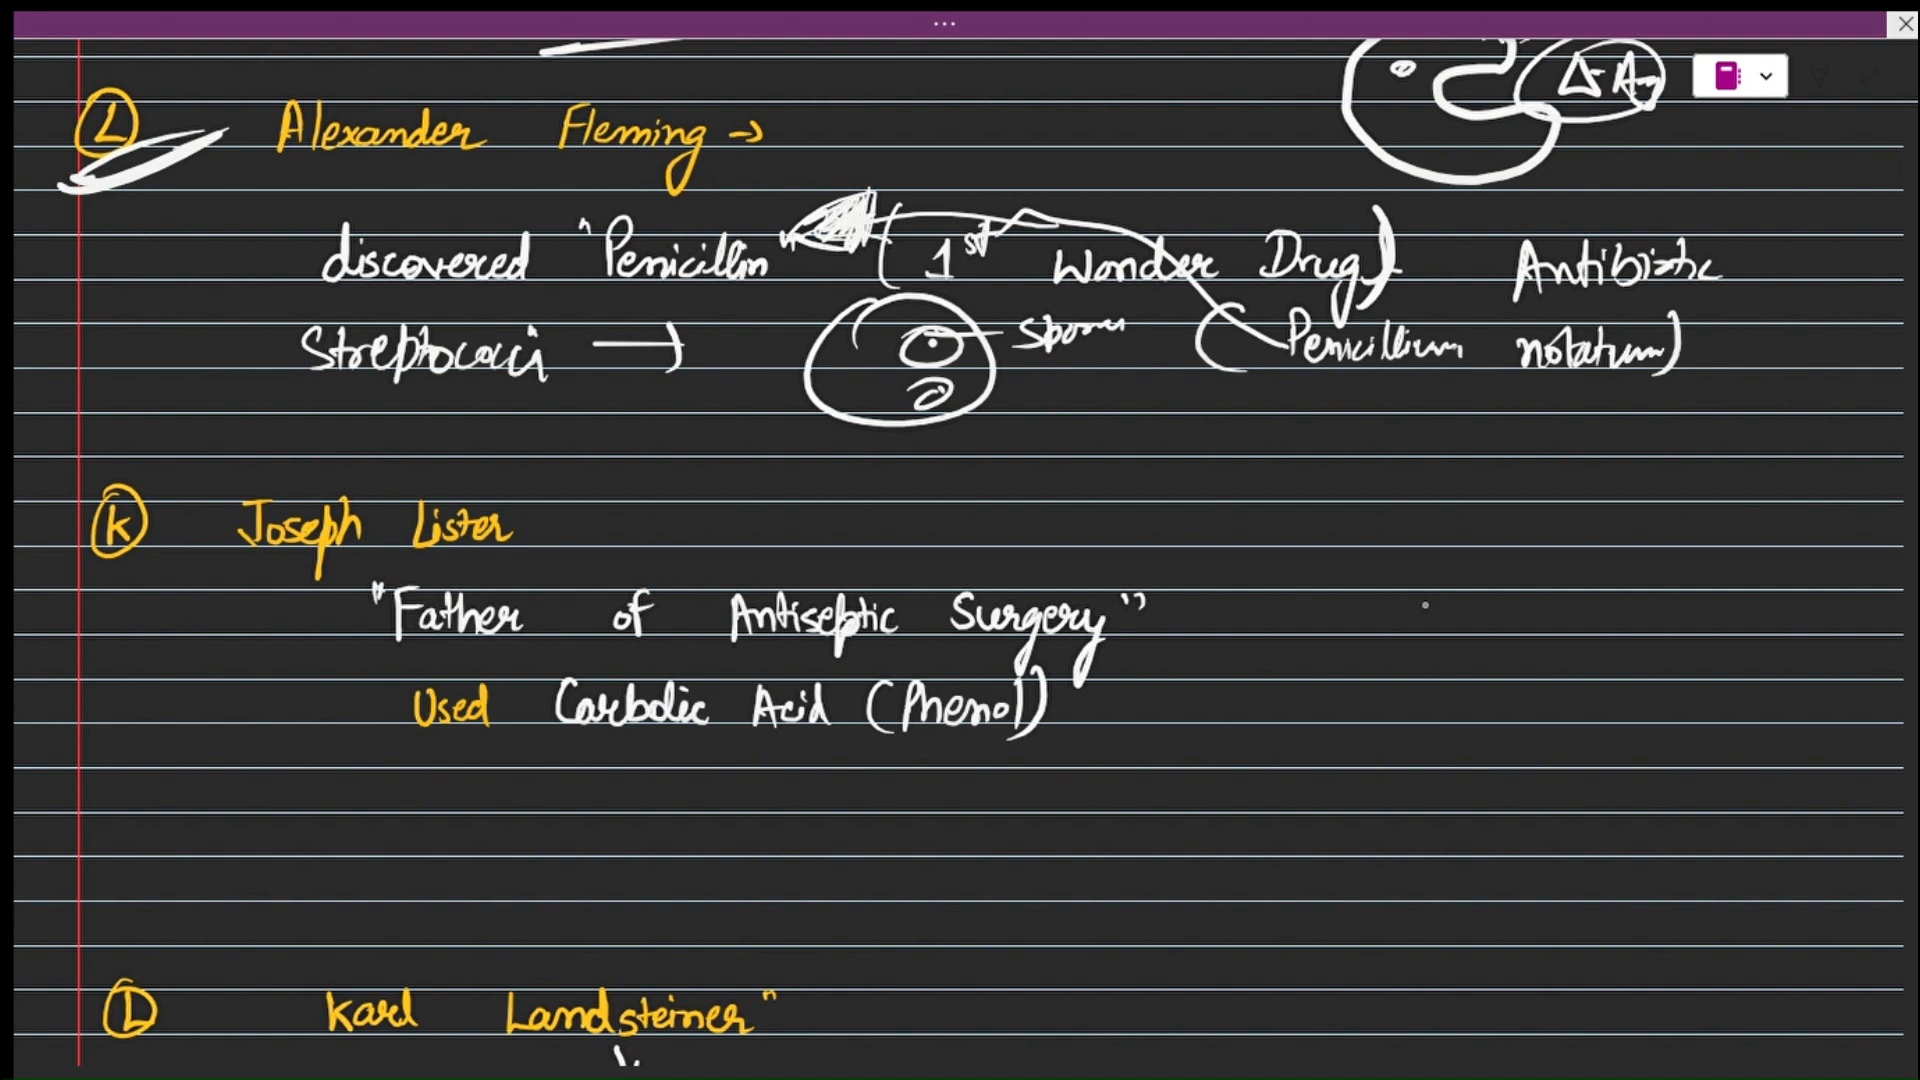 Δ A
L Alexander Fleming →
discovered "Penicillin" (1st Wonder Drug) Antibiotic
Streptococci → Spores (Penicillium notatum)
K Joseph Lister
"Father of Antiseptic Surgery"
Used Carbolic Acid (Phenol)
L Karl Landsteiner"